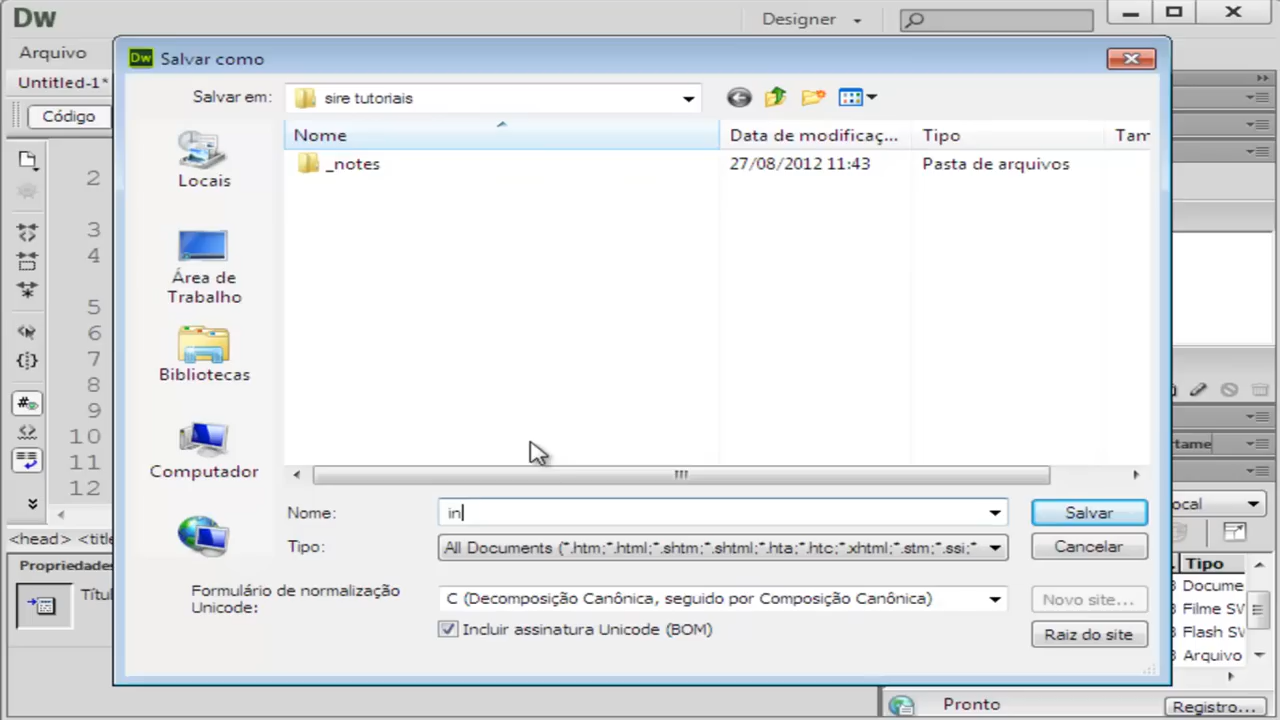 Dw
Designer
Arquivo
Untitled-1*
Código
2
3
4
5
6
7
8
9
10
11
12
<head> <title
Propriedades
Títul
Dw Salvar como
Salvar em: sire tutoriais
Nome Data de modificaç... Tipo Tam
_notes 27/08/2012 11:43 Pasta de arquivos
Locais
Área de
Trabalho
Bibliotecas
Computador
Nome: in
Salvar
Tipo: All Documents (*.htm;*.html;*.shtm;*.shtml;*.hta;*.htc;*.xhtml;*.stm;*.ssi;*
Cancelar
Formulário de normalização
Unicode:
C (Decomposição Canônica, seguido por Composição Canônica)
Novo site...
Incluir assinatura Unicode (BOM)
Raiz do site
tame
ocal
Tipo
Docume
Filme SW
Flash SW
Arquivo
Pronto
Registro...